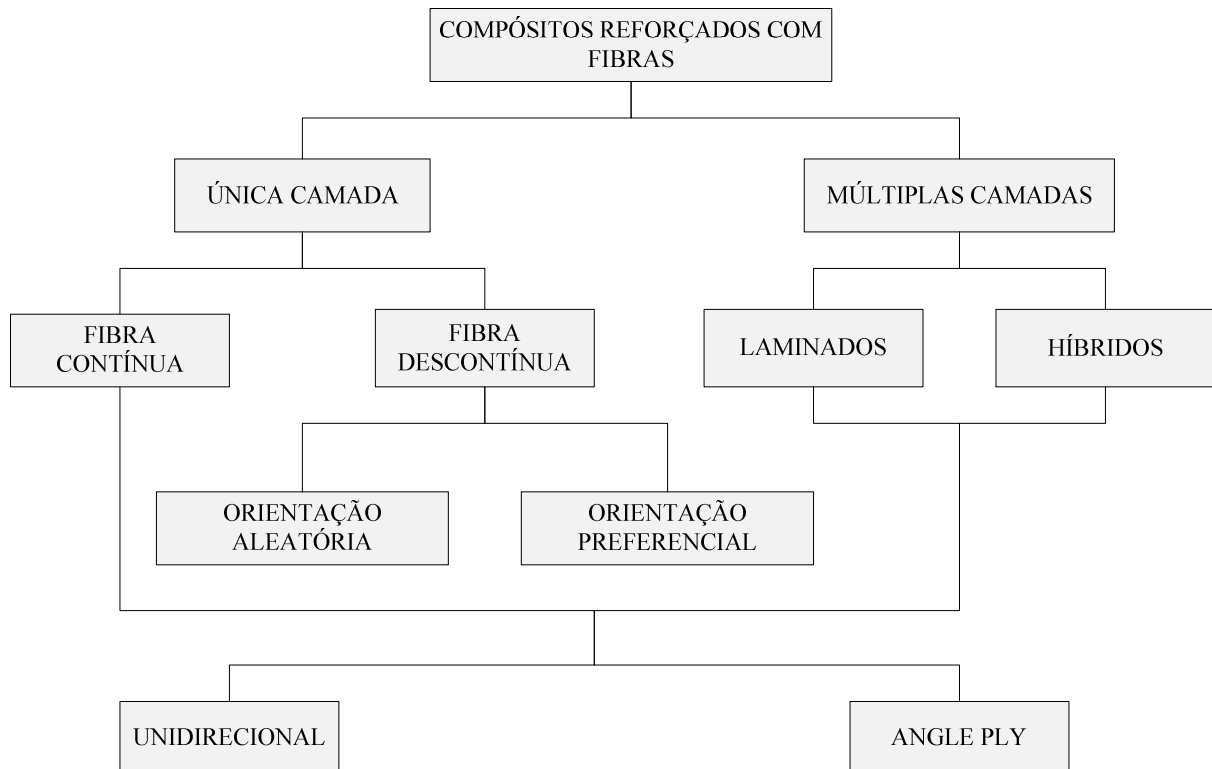 COMPÓSITOS REFORÇADOS COM
FIBRAS
ÚNICA CAMADA
MÚLTIPLAS CAMADAS
FIBRA
CONTÍNUA
FIBRA
DESCONTÍNUA
LAMINADOS
HÍBRIDOS
ORIENTAÇÃO
ALEATÓRIA
ORIENTAÇÃO
PREFERENCIAL
UNIDIRECIONAL
ANGLE PLY